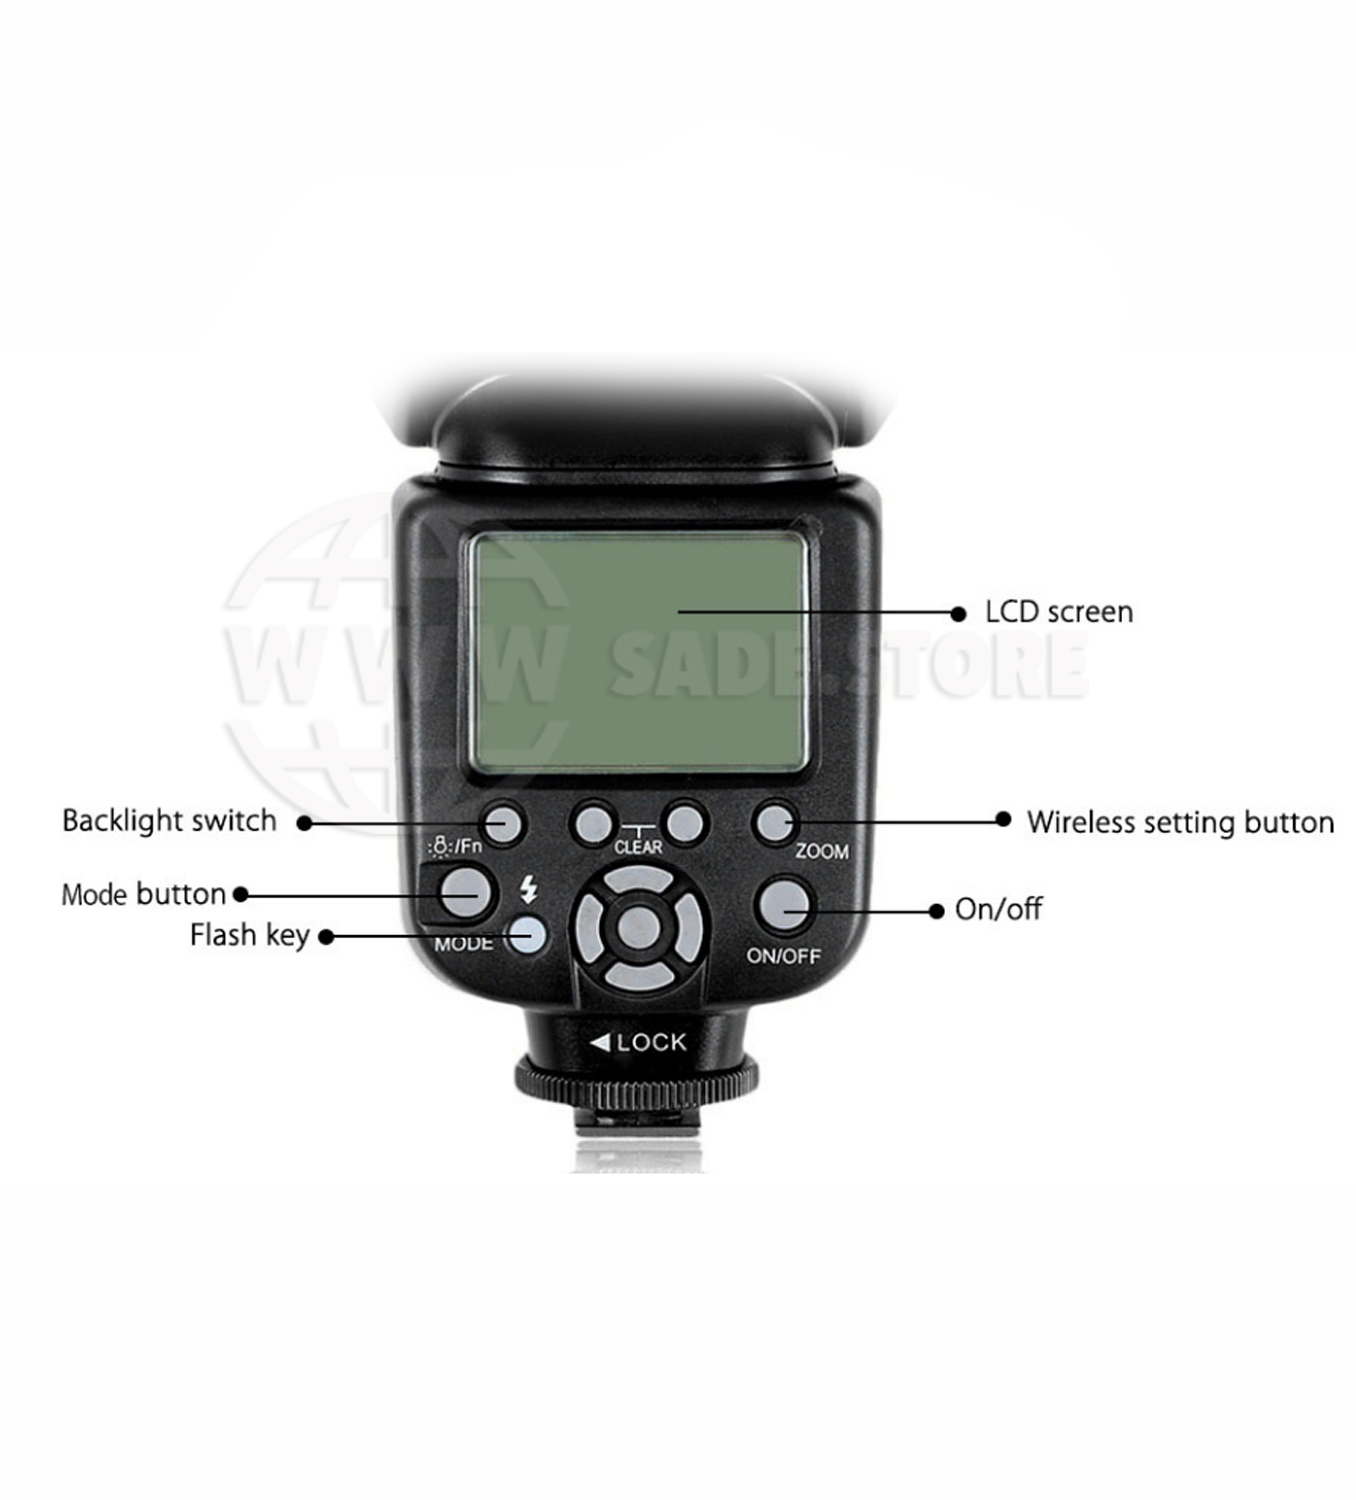 LCD screen
WWW SADE.STORE
Backlight switch
Wireless setting button
/Fn
CLEAR
ZOOM
Mode button
On/off
Flash key
MODE
ON/OFF
◀LOCK